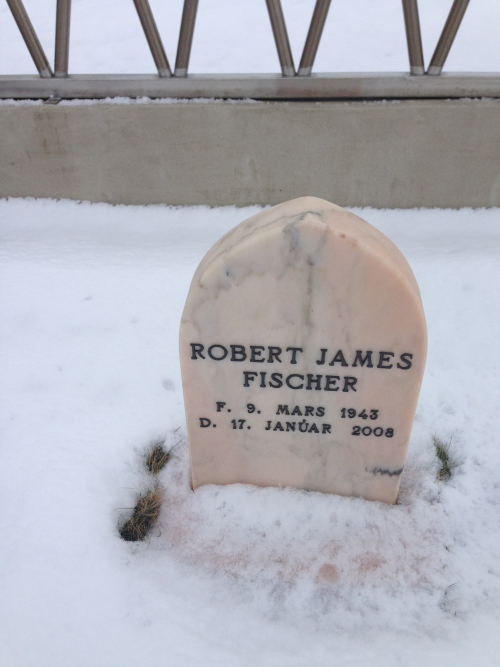 ROBERT JAMES
FISCHER
F. 9. MARS 1943
D. 17. JANÚAR 2008